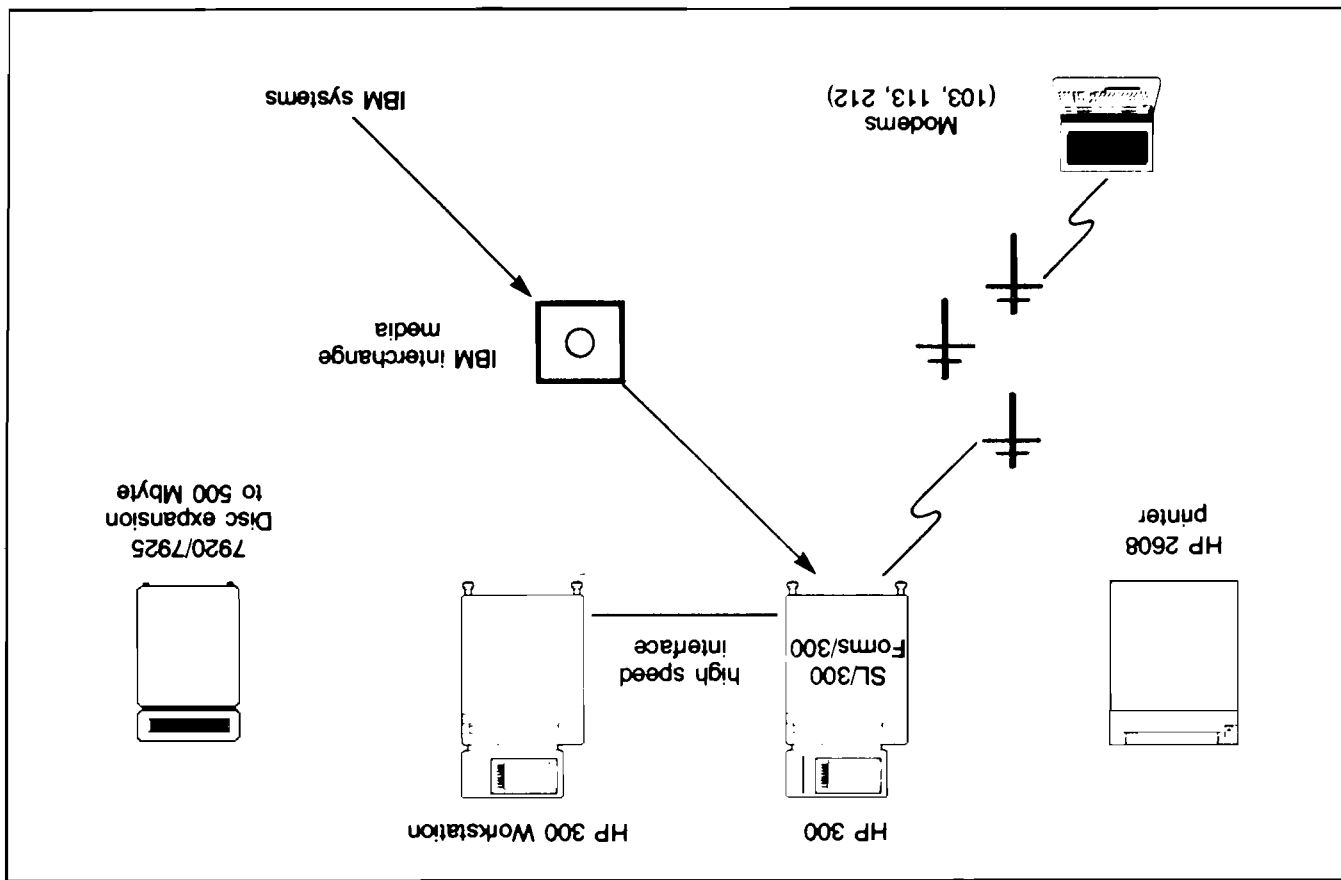 HP 300
HP 300 Workstation
SL/300
Forms/300
high speed
interface
HP 2608
printer
7920/7925
Disc expansion
to 500 Mbyte
IBM interchange
media
Modems
(103, 113, 212)
IBM systems